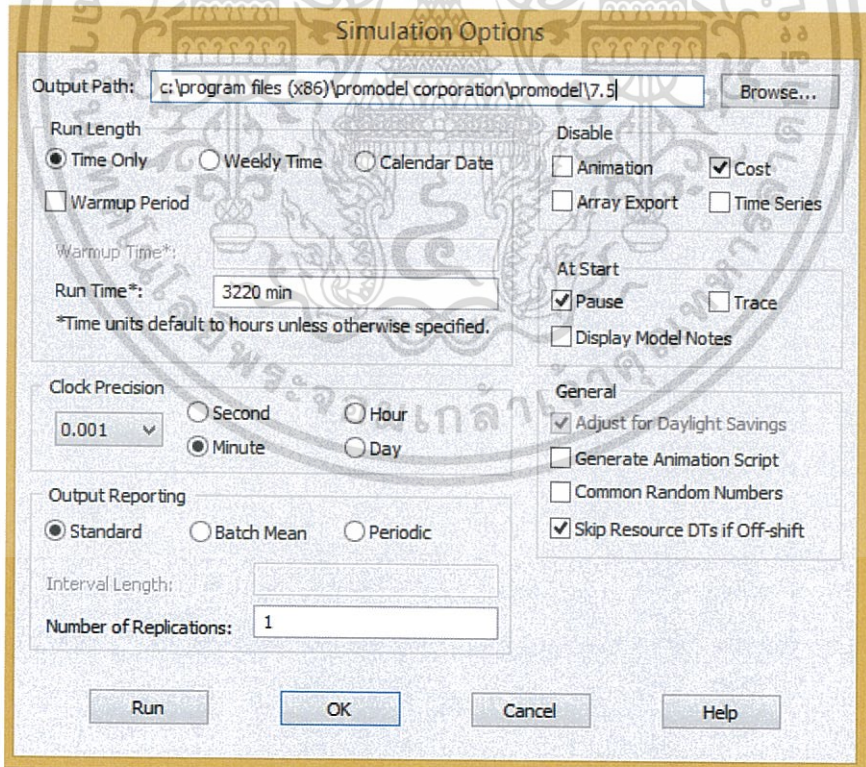 Simulation Options
Output Path: c:\program files (x86)\promodel corporation\promodel\7.5 Browse...
Run Length
Time Only Weekly Time Calendar Date
Warmup Period
Warmup Time*:
Run Time*: 3220 min
*Time units default to hours unless otherwise specified.
Disable
Animation Cost
Array Export Time Series
At Start
Pause Trace
Display Model Notes
Clock Precision
0.001 Second Hour
Minute Day
General
Adjust for Daylight Savings
Generate Animation Script
Common Random Numbers
Skip Resource DTs if Off-shift
Output Reporting
Standard Batch Mean Periodic
Interval Length:
Number of Replications: 1
Run OK Cancel Help